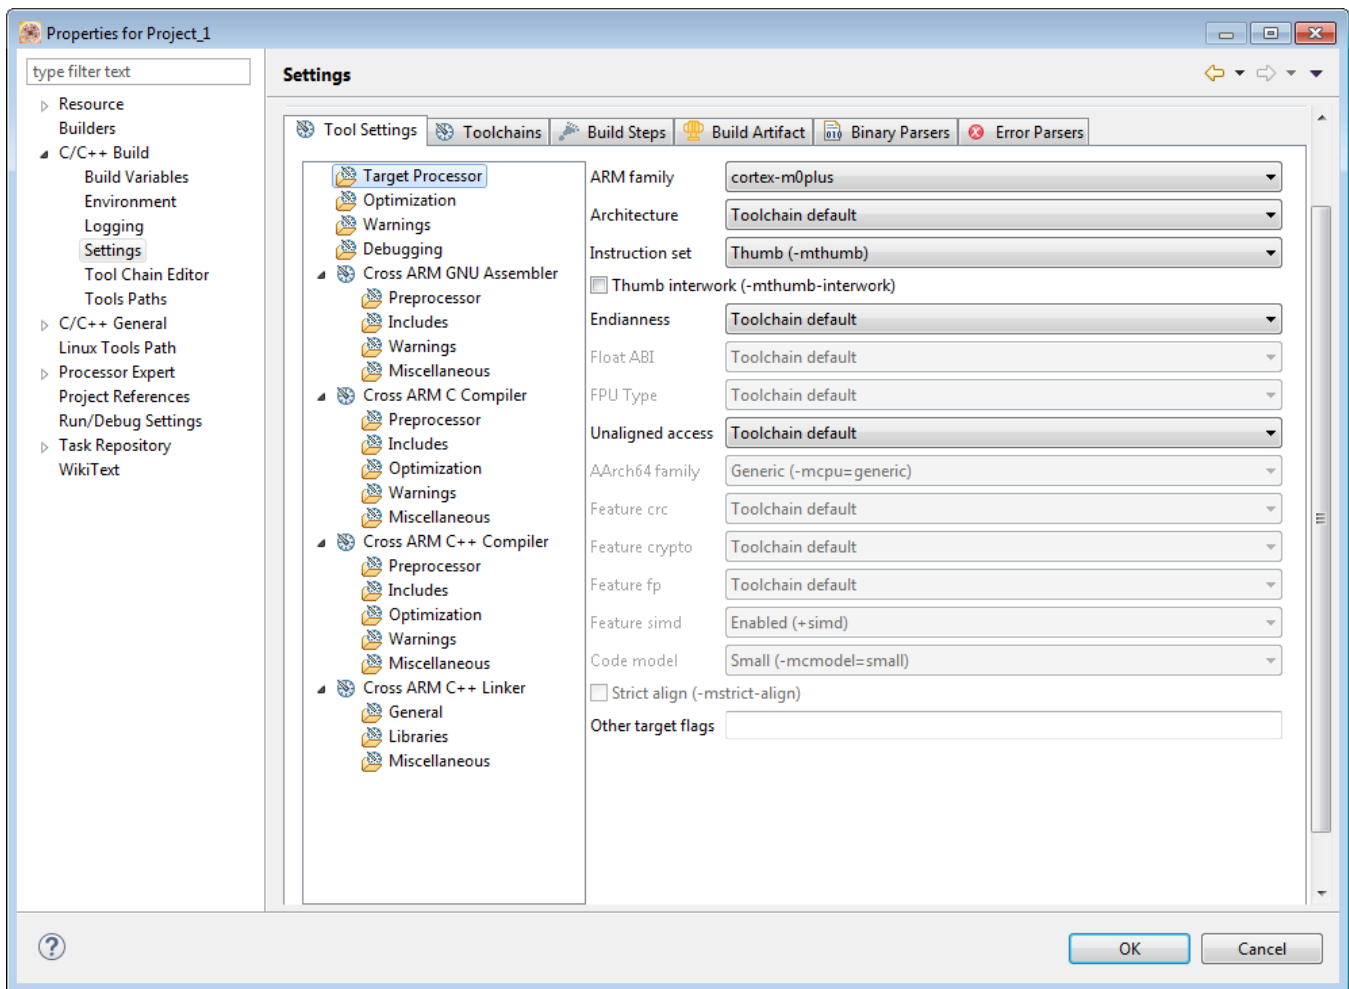 Properties for Project_1
type filter text
Resource
Builders
C/C++ Build
Build Variables
Environment
Logging
Settings
Tool Chain Editor
Tools Paths
C/C++ General
Linux Tools Path
Processor Expert
Project References
Run/Debug Settings
Task Repository
WikiText
Settings
Tool Settings
Toolchains
Build Steps
Build Artifact
Binary Parsers
Error Parsers
Target Processor
Optimization
Warnings
Debugging
Cross ARM GNU Assembler
Preprocessor
Includes
Warnings
Miscellaneous
Cross ARM C Compiler
Preprocessor
Includes
Optimization
Warnings
Miscellaneous
Cross ARM C++ Compiler
Preprocessor
Includes
Optimization
Warnings
Miscellaneous
Cross ARM C++ Linker
General
Libraries
Miscellaneous
ARM family cortex-m0plus
Architecture Toolchain default
Instruction set Thumb (-mthumb)
Thumb interwork (-mthumb-interwork)
Endianness Toolchain default
Float ABI Toolchain default
FPU Type Toolchain default
Unaligned access Toolchain default
AArch64 family Generic (-mcpu=generic)
Feature crc Toolchain default
Feature crypto Toolchain default
Feature fp Toolchain default
Feature simd Enabled (+simd)
Code model Small (-mcmodel=small)
Strict align (-mstrict-align)
Other target flags
OK
Cancel